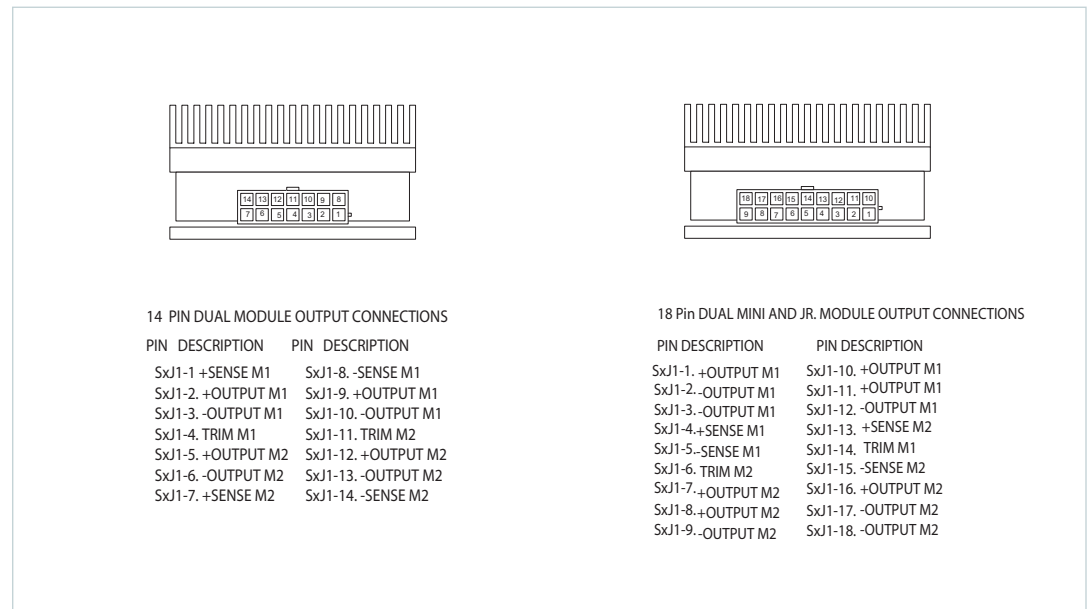 14 13 12 11 10 9 8
7 6 5 4 3 2 1
14 PIN DUAL MODULE OUTPUT CONNECTIONS
PIN DESCRIPTION PIN DESCRIPTION
SxJ1-1 +SENSE M1 SxJ1-8. -SENSE M1
SxJ1-2. +OUTPUT M1 SxJ1-9. +OUTPUT M1
SxJ1-3. -OUTPUT M1 SxJ1-10. -OUTPUT M1
SxJ1-4. TRIM M1 SxJ1-11. TRIM M2
SxJ1-5. +OUTPUT M2 SxJ1-12. +OUTPUT M2
SxJ1-6. -OUTPUT M2 SxJ1-13. -OUTPUT M2
SxJ1-7. +SENSE M2 SxJ1-14. -SENSE M2
18 17 16 15 14 13 12 11 10
9 8 7 6 5 4 3 2 1
18 Pin DUAL MINI AND JR. MODULE OUTPUT CONNECTIONS
PIN DESCRIPTION PIN DESCRIPTION
SxJ1-1. +OUTPUT M1 SxJ1-10. +OUTPUT M1
SxJ1-2. -OUTPUT M1 SxJ1-11. +OUTPUT M1
SxJ1-3. -OUTPUT M1 SxJ1-12. -OUTPUT M1
SxJ1-4. +SENSE M1 SxJ1-13. +SENSE M2
SxJ1-5. -SENSE M1 SxJ1-14. TRIM M1
SxJ1-6. TRIM M2 SxJ1-15. -SENSE M2
SxJ1-7. +OUTPUT M2 SxJ1-16. +OUTPUT M2
SxJ1-8. +OUTPUT M2 SxJ1-17. -OUTPUT M2
SxJ1-9. -OUTPUT M2 SxJ1-18. -OUTPUT M2